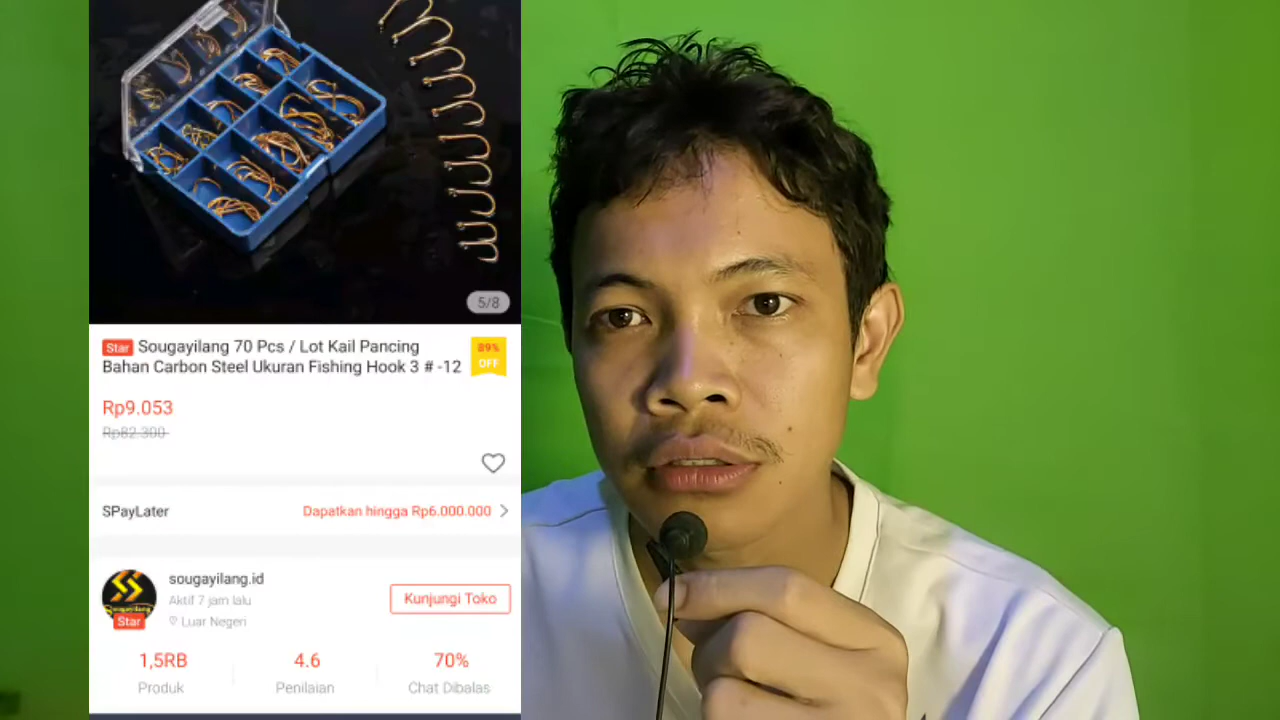 5/8
Star Sougayilang 70 Pcs / Lot Kail Pancing
Bahan Carbon Steel Ukuran Fishing Hook 3 # -12
89%
OFF
Rp9.053
Rp82.300
SPayLater
Dapatkan hingga Rp6.000.000
sougayilang.id
Aktif 7 jam lalu
Luar Negeri
Kunjungi Toko
Sougayilang
Star
1,5RB
4.6
70%
Produk
Penilaian
Chat Dibalas